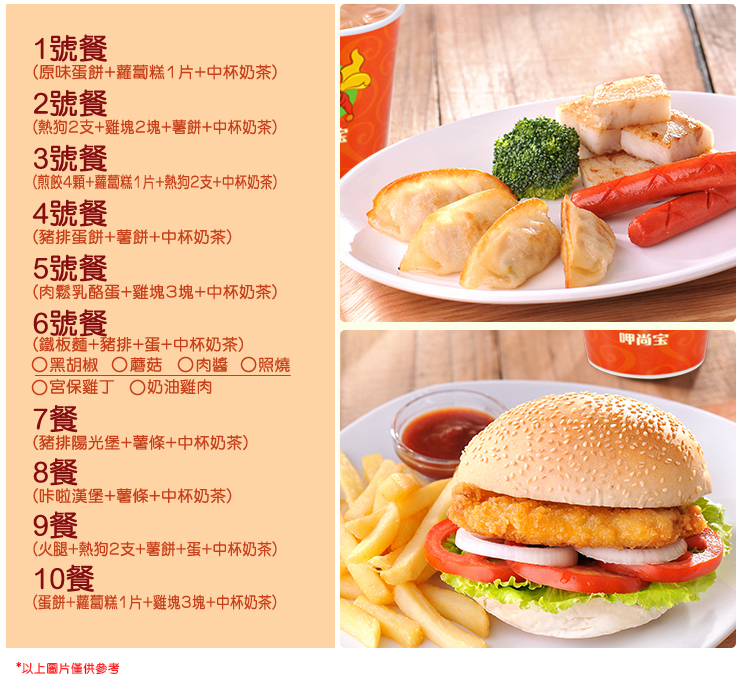 1號餐
(原味蛋餅+蘿蔔糕1片+中杯奶茶)
2號餐
(熱狗2支+雞塊2塊+薯餅+中杯奶茶)
3號餐
(煎餃4顆+蘿蔔糕1片+熱狗2支+中杯奶茶)
4號餐
(豬排蛋餅+薯餅+中杯奶茶)
5號餐
(肉鬆乳酪蛋+雞塊3塊+中杯奶茶)
6號餐
(鐵板麵+豬排+蛋+中杯奶茶)
○黑胡椒 ○蘑菇 ○肉醬 ○照燒
○宮保雞丁 ○奶油雞肉
7餐
(豬排陽光堡+薯條+中杯奶茶)
8餐
(咔啦漢堡+薯條+中杯奶茶)
9餐
(火腿+熱狗2支+薯餅+蛋+中杯奶茶)
10餐
(蛋餅+蘿蔔糕1片+雞塊3塊+中杯奶茶)
*以上圖片僅供參考
宝
呷尚宝